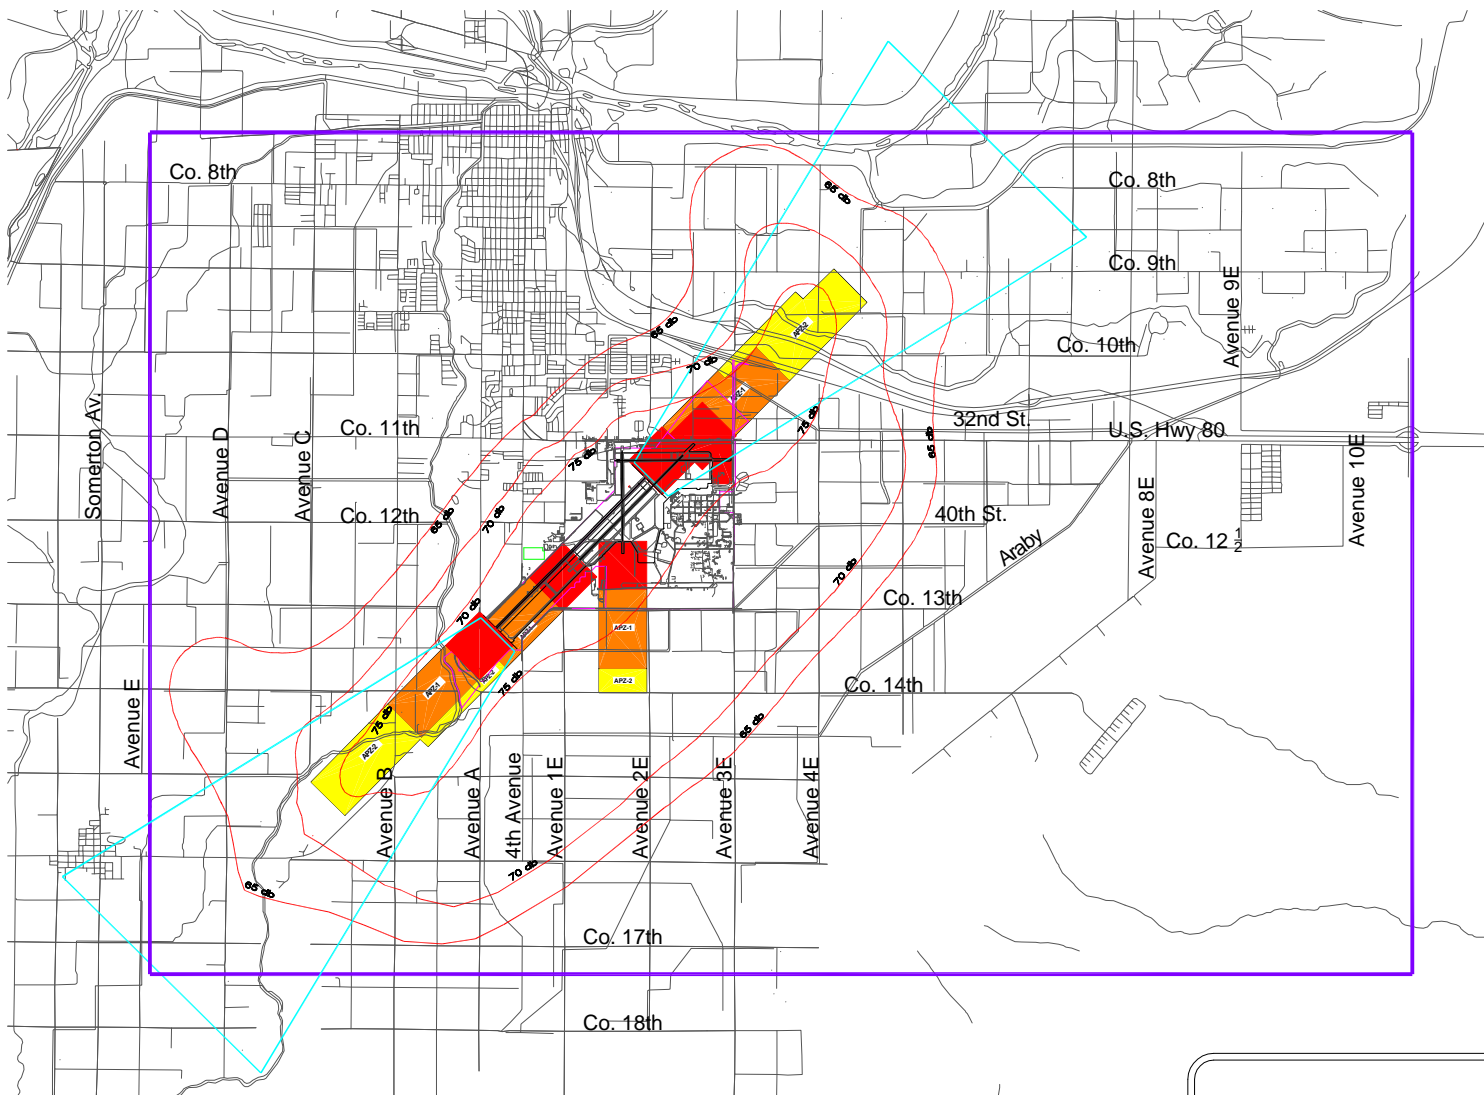 Co. 8th
Co. 8th
65 db
Co. 9th
Avenue 9E
65 db
APZ-2
Co. 10th
70 db
APZ-1
75 db
32nd St.
U.S. Hwy 80
Co. 11th
65 db
75 db
Somerton Av.
Avenue D
Avenue C
Avenue 10E
Co. 12th
65 db
70 db
40th St.
Araby
Avenue 8E
Co. 12 1/2
70 db
Co. 13th
70 db
APZ-1
APZ-1
APZ-2
APZ-1
75 db
APZ-2
Co. 14th
Avenue E
75 db
65 db
APZ-2
Avenue B
Avenue A
4th Avenue
Avenue 1E
Avenue 2E
Avenue 3E
Avenue 4E
70 db
65 db
Co. 17th
Co. 18th